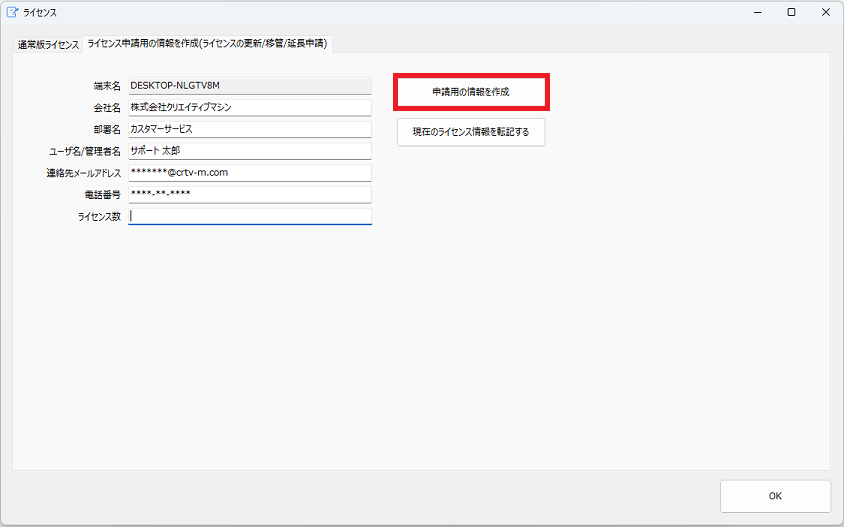 ライセンス
通常版ライセンス ライセンス申請用の情報を作成(ライセンスの更新/移管/延長申請)
端末名 DESKTOP-NLGTV8M
申請用の情報を作成
会社名 株式会社クリエイティブマシン
部署名 カスタマーサービス
現在のライセンス情報を転記する
ユーザ名/管理者名 サポート 太郎
連絡先メールアドレス *******@crtv-m.com
電話番号 ****-**-****
ライセンス数
OK